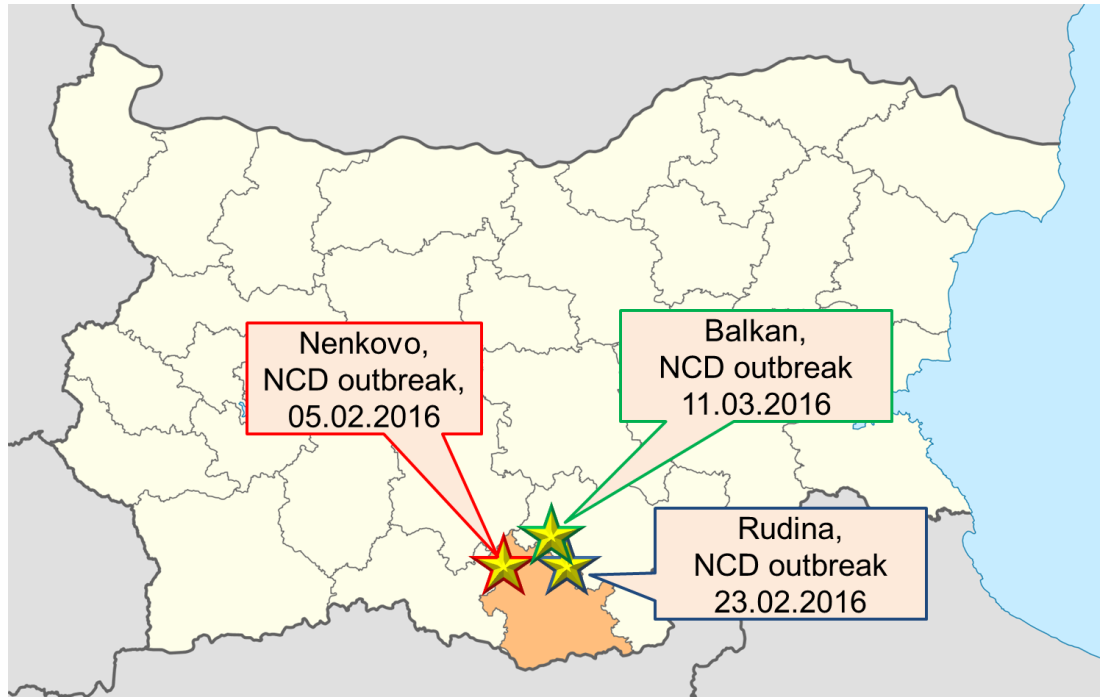 Nenkovo,
NCD outbreak,
05.02.2016
Balkan,
NCD outbreak
11.03.2016
Rudina,
NCD outbreak
23.02.2016